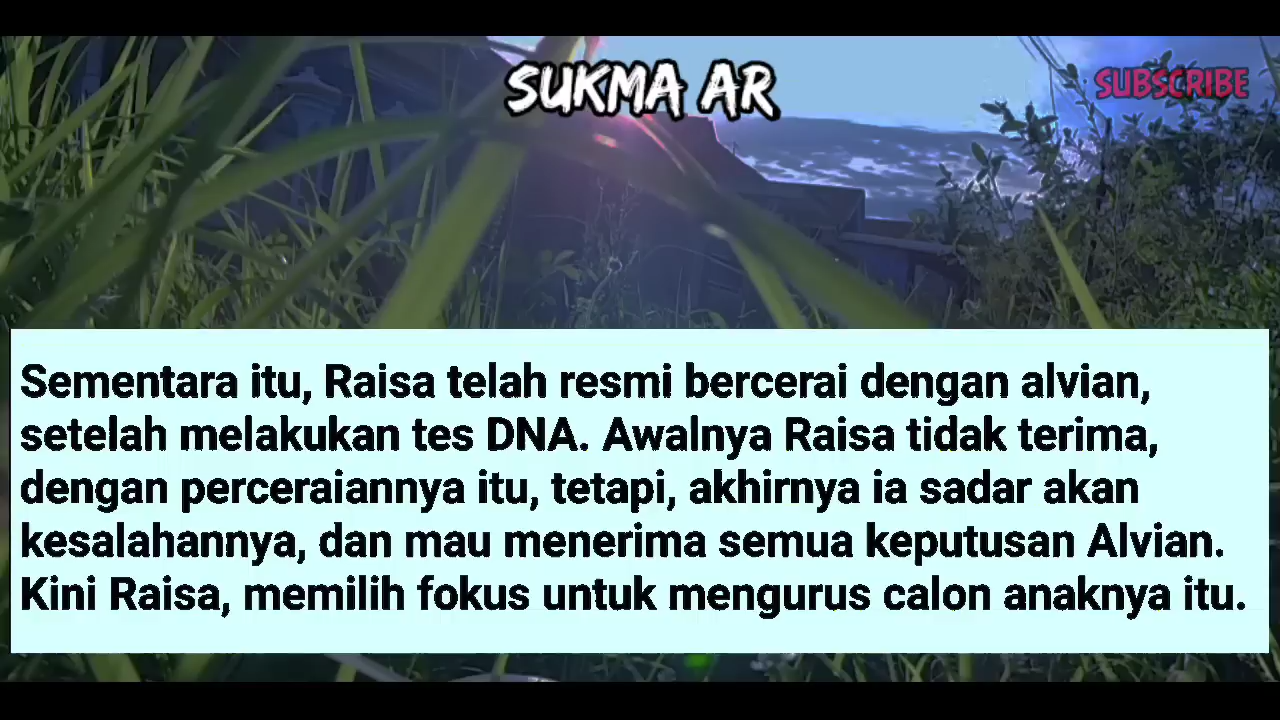 SUKMA AR
SUBSCRIBE
Sementara itu, Raisa telah resmi bercerai dengan alvian,
setelah melakukan tes DNA. Awalnya Raisa tidak terima,
dengan perceraiannya itu, tetapi, akhirnya ia sadar akan
kesalahannya, dan mau menerima semua keputusan Alvian.
Kini Raisa, memilih fokus untuk mengurus calon anaknya itu.